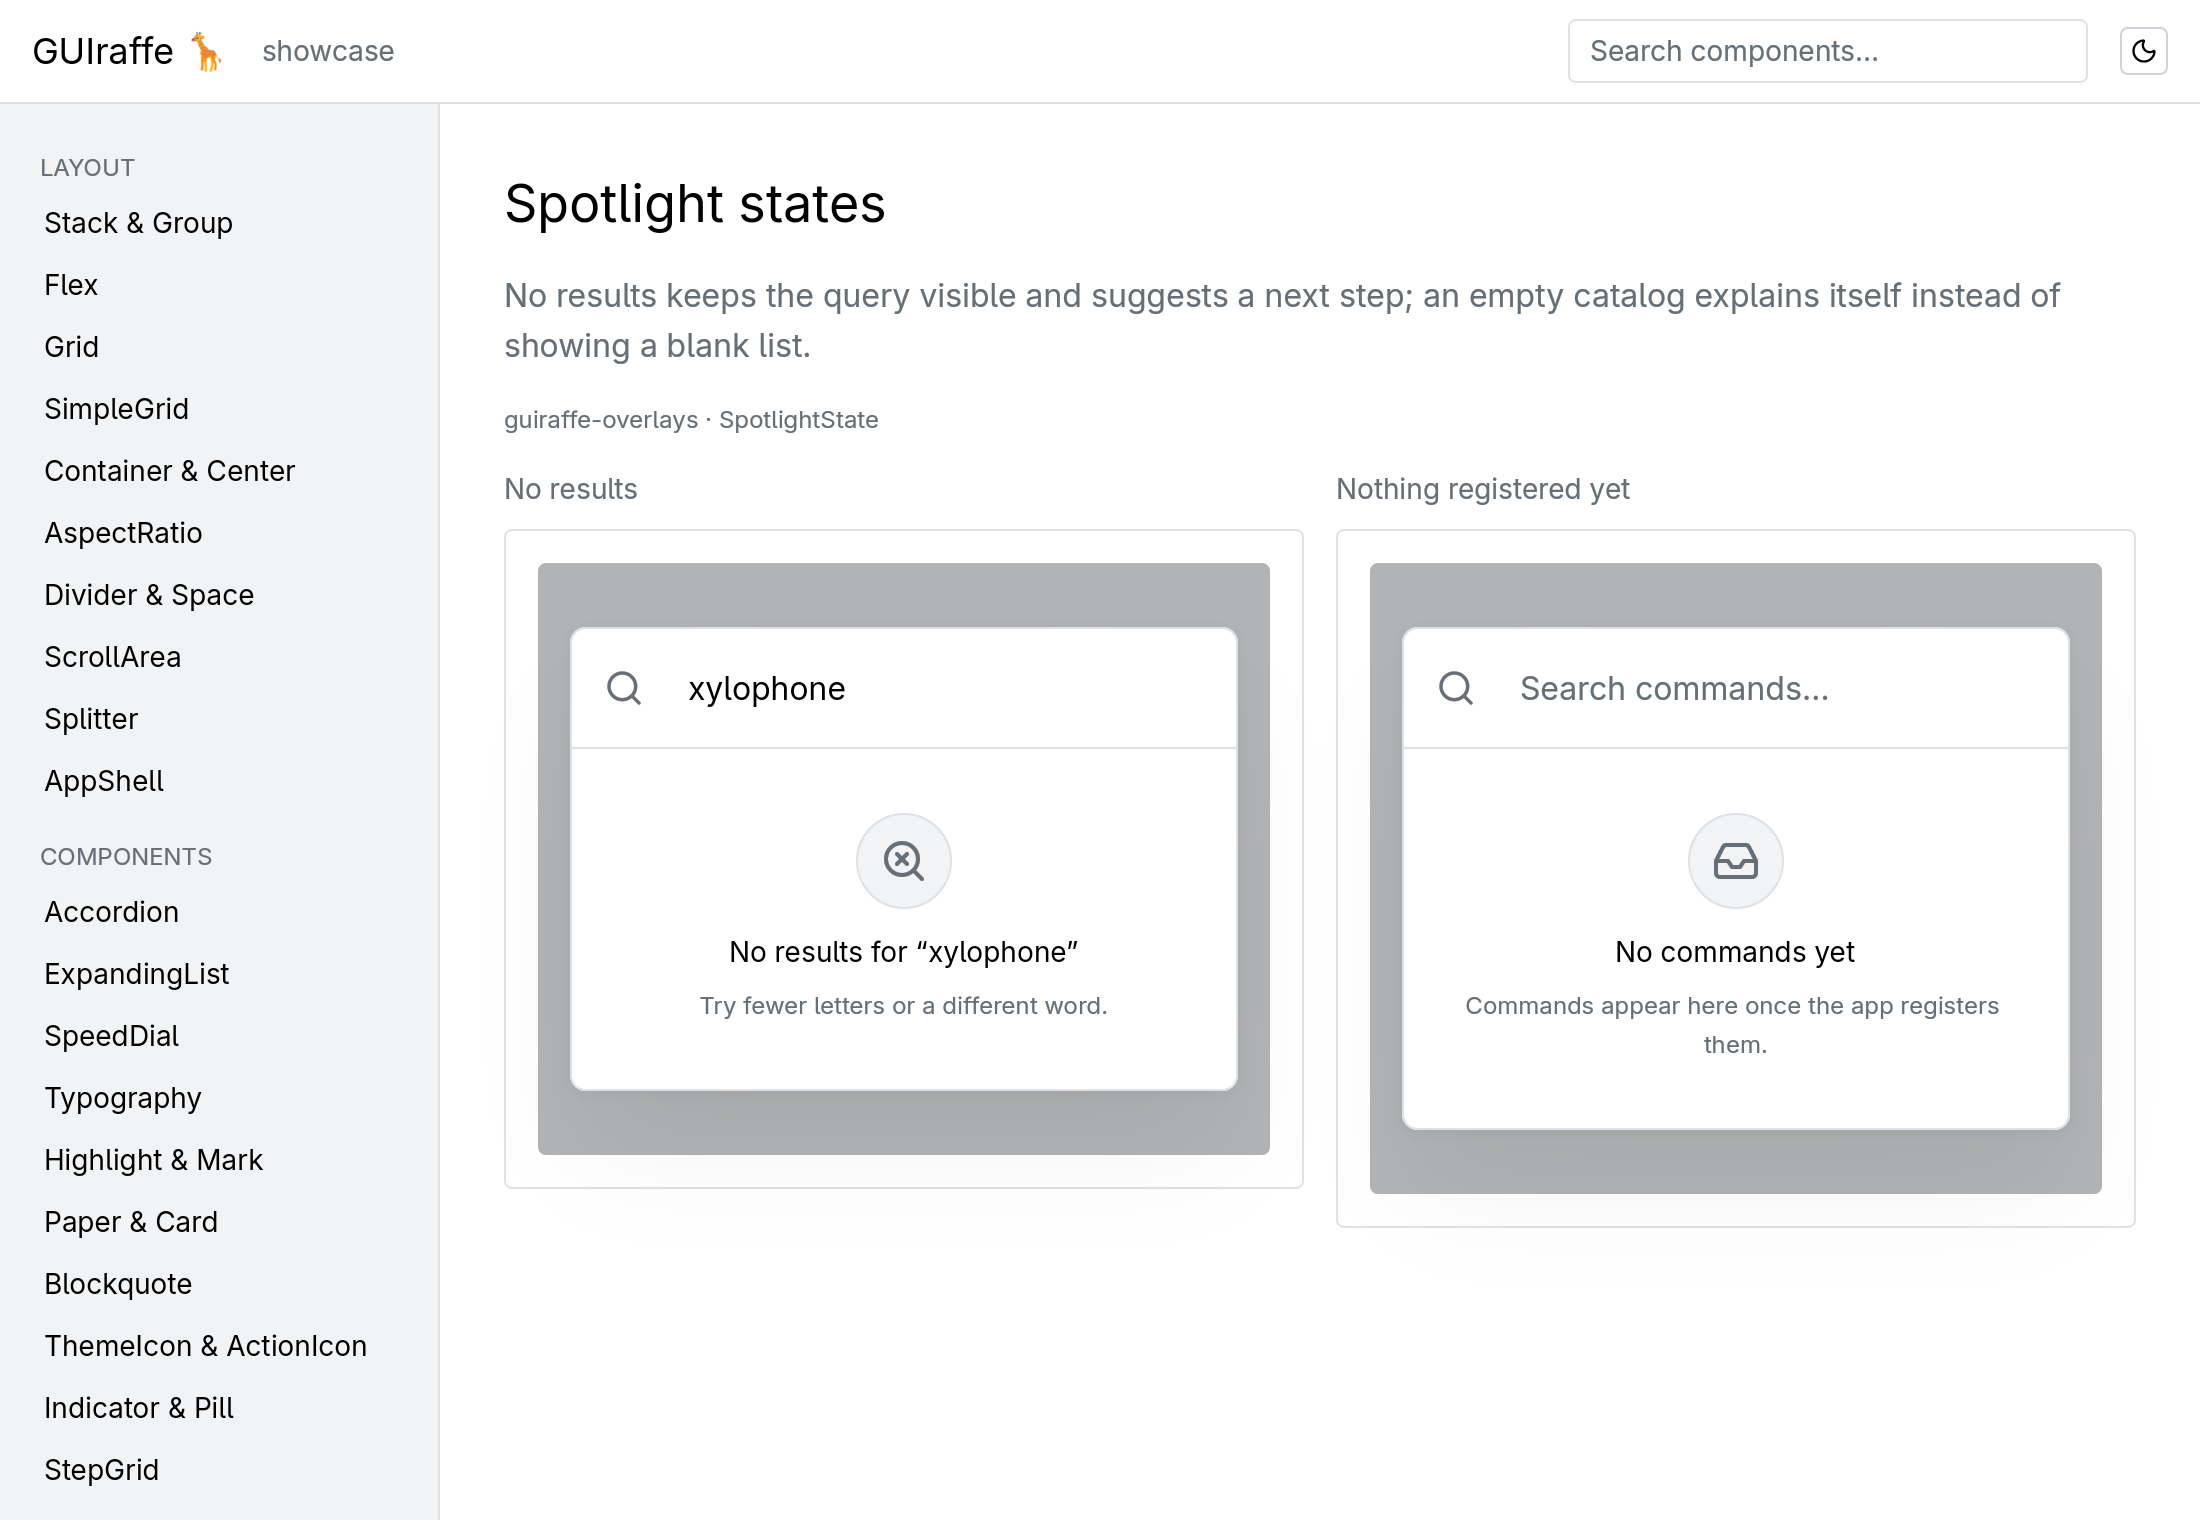 GUIraffe 🦒 showcase
Search components...
LAYOUT
Stack & Group
Flex
Grid
SimpleGrid
Container & Center
AspectRatio
Divider & Space
ScrollArea
Splitter
AppShell
COMPONENTS
Accordion
ExpandingList
SpeedDial
Typography
Highlight & Mark
Paper & Card
Blockquote
ThemeIcon & ActionIcon
Indicator & Pill
StepGrid
Spotlight states
No results keeps the query visible and suggests a next step; an empty catalog explains itself instead of
showing a blank list.
guiraffe-overlays · SpotlightState
No results
xylophone
No results for “xylophone”
Try fewer letters or a different word.
Nothing registered yet
Search commands...
No commands yet
Commands appear here once the app registers
them.